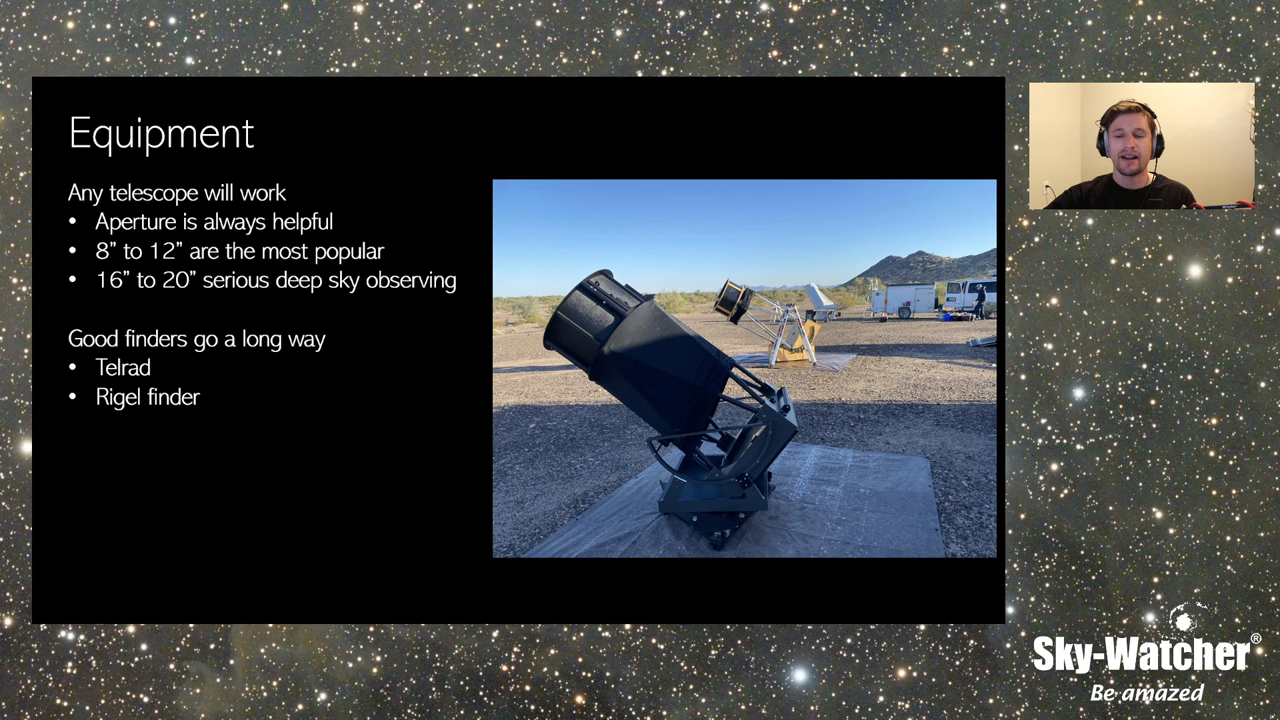 Equipment
Any telescope will work
• Aperture is always helpful
• 8” to 12” are the most popular
• 16” to 20” serious deep sky observing
Good finders go a long way
• Telrad
• Rigel finder
Sky-Watcher®
Be amazed